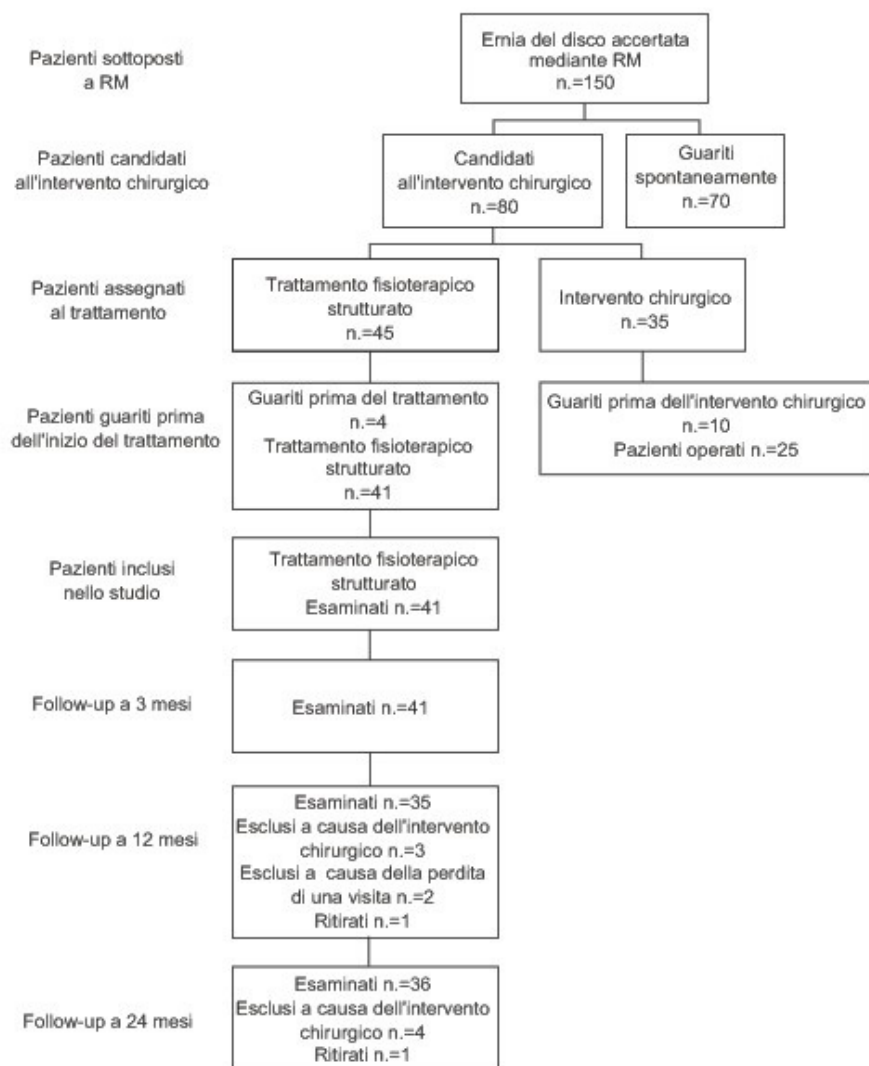 Pazienti sottoposti
a RM
Ernia del disco accertata
mediante RM
n.=150
Pazienti candidati
all'intervento chirurgico
Candidati
all'intervento chirurgico
n.=80
Guariti
spontaneamente
n.=70
Pazienti assegnati
al trattamento
Trattamento fisioterapico
strutturato
n.=45
Intervento chirurgico
n.=35
Pazienti guariti prima
dell'inizio del trattamento
Guariti prima del trattamento
n.=4
Trattamento fisioterapico
strutturato
n.=41
Guariti prima dell'intervento chirurgico
n.=10
Pazienti operati n.=25
Pazienti inclusi
nello studio
Trattamento fisioterapico
strutturato
Esaminati n.=41
Follow-up a 3 mesi
Esaminati n.=41
Follow-up a 12 mesi
Esaminati n.=35
Esclusi a causa dell'intervento
chirurgico n.=3
Esclusi a causa della perdita
di una visita n.=2
Ritirati n.=1
Follow-up a 24 mesi
Esaminati n.=36
Esclusi a causa dell'intervento
chirurgico n.=4
Ritirati n.=1